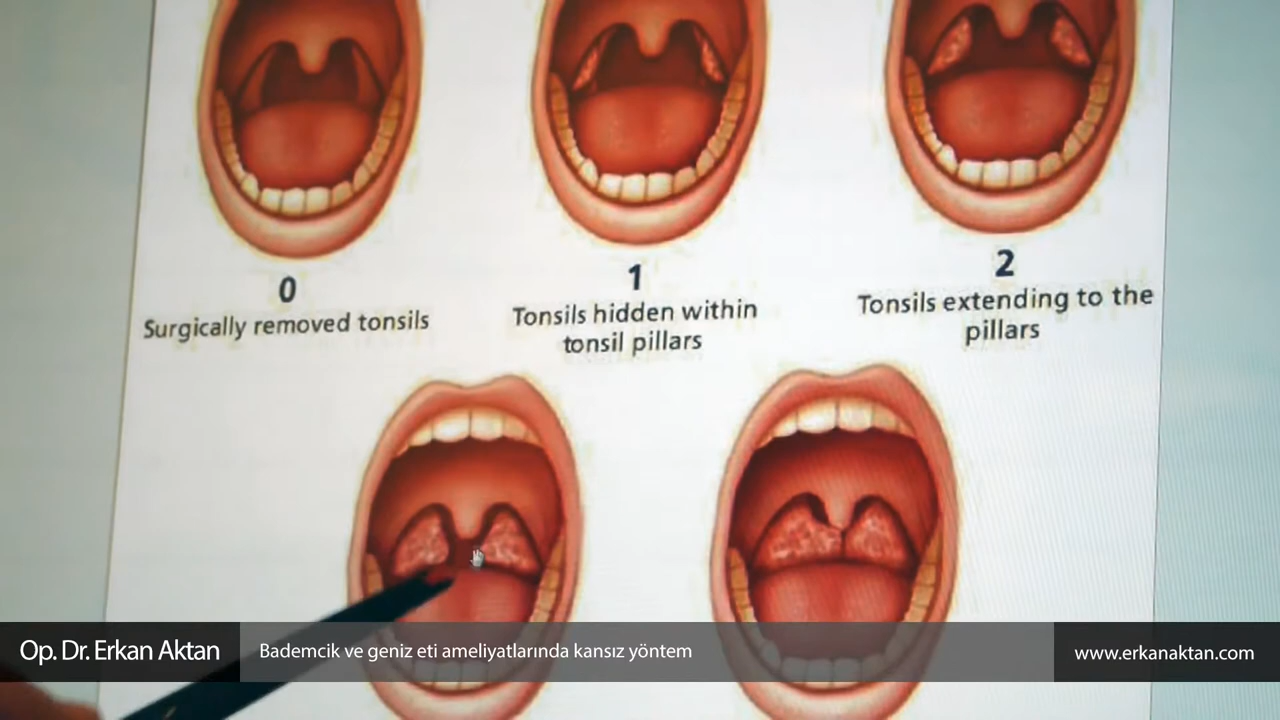 0
Surgically removed tonsils
1
Tonsils hidden within
tonsil pillars
2
Tonsils extending to the
pillars
Op. Dr. Erkan Aktan
Bademcik ve geniz eti ameliyatlarında kansız yöntem
www.erkanaktan.com